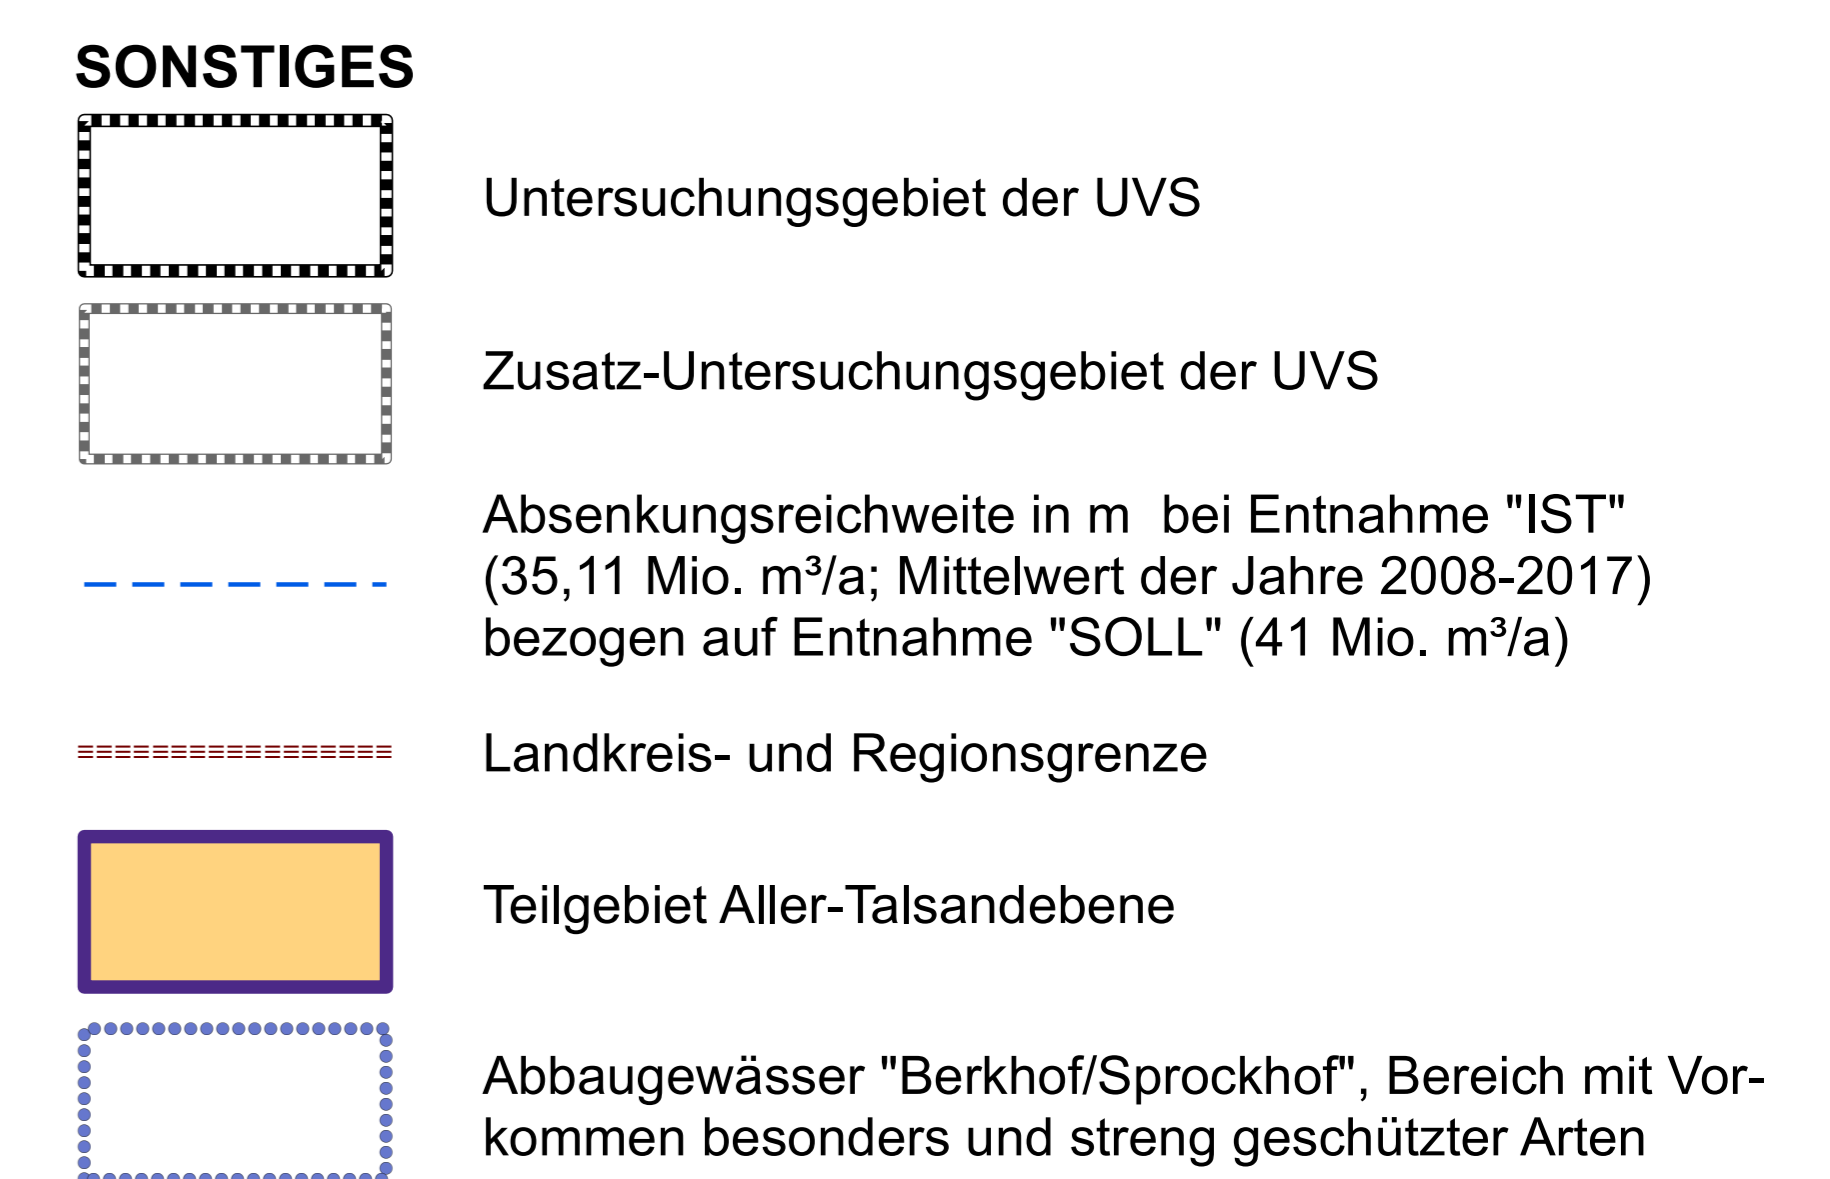 SONSTIGES
Untersuchungsgebiet der UVS
Zusatz-Untersuchungsgebiet der UVS
Absenkungsreichweite in m  bei Entnahme "IST"
(35,11 Mio. m³/a; Mittelwert der Jahre 2008-2017)
bezogen auf Entnahme "SOLL" (41 Mio. m³/a)
Landkreis- und Regionsgrenze
Teilgebiet Aller-Talsandebene
Abbaugewässer "Berkhof/Sprockhof", Bereich mit Vor-
kommen besonders und streng geschützter Arten